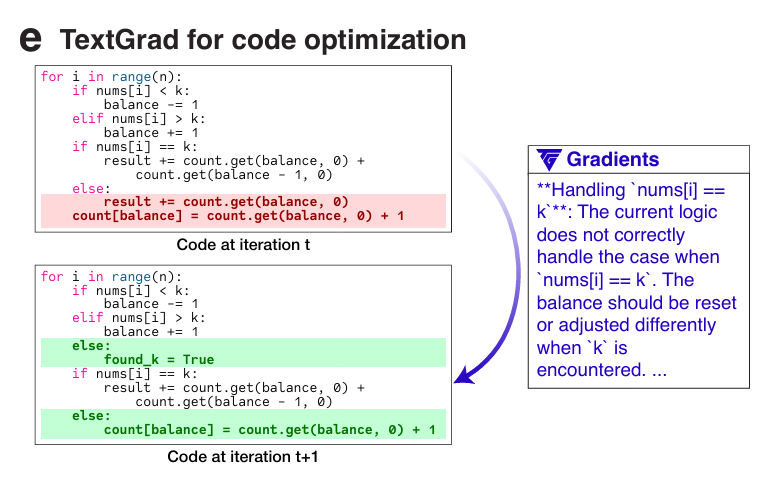 e TextGrad for code optimization
for i in range(n):
    if nums[i] < k:
        balance -= 1
    elif nums[i] > k:
        balance += 1
    if nums[i] == k:
        result += count.get(balance, 0) +
            count.get(balance - 1, 0)
    else:
        result += count.get(balance, 0)
    count[balance] = count.get(balance, 0) + 1
Code at iteration t
for i in range(n):
    if nums[i] < k:
        balance -= 1
    elif nums[i] > k:
        balance += 1
    else:
        found_k = True
    if nums[i] == k:
        result += count.get(balance, 0) +
            count.get(balance - 1, 0)
    else:
        count[balance] = count.get(balance, 0) + 1
Code at iteration t+1
TG Gradients
**Handling `nums[i] ==
k`**: The current logic
does not correctly
handle the case when
`nums[i] == k`. The
balance should be reset
or adjusted differently
when `k` is
encountered. ...